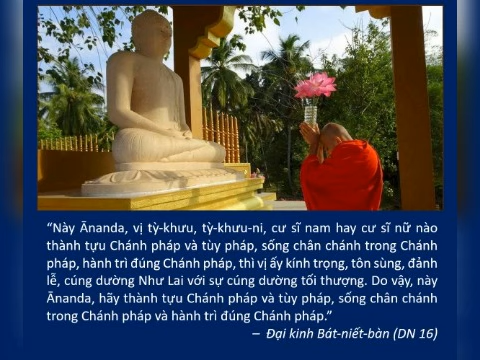 “Này Ānanda, vị tỳ-khưu, tỳ-khưu-ni, cư sĩ nam hay cư sĩ nữ nào
thành tựu Chánh pháp và tùy pháp, sống chân chánh trong Chánh
pháp, hành trì đúng Chánh pháp, thì vị ấy kính trọng, tôn sùng, đảnh
lễ, cúng dường Như Lai với sự cúng dường tối thượng. Do vậy, này
Ānanda, hãy thành tựu Chánh pháp và tùy pháp, sống chân chánh
trong Chánh pháp và hành trì đúng Chánh pháp.”
– Đại kinh Bát-niết-bàn (DN 16)